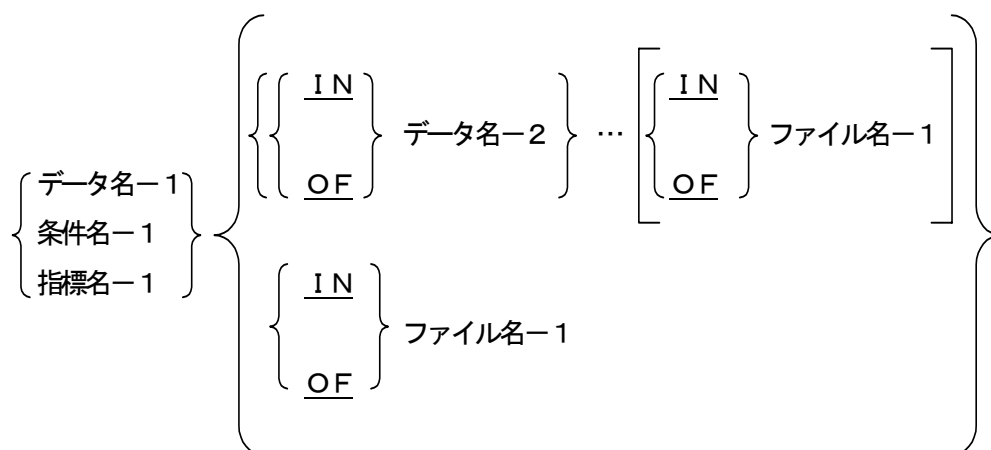 IN IN
データ名-2 … ファイル名-1
OF OF
データ名-1
条件名-1
指標名-1
IN
ファイル名-1
OF